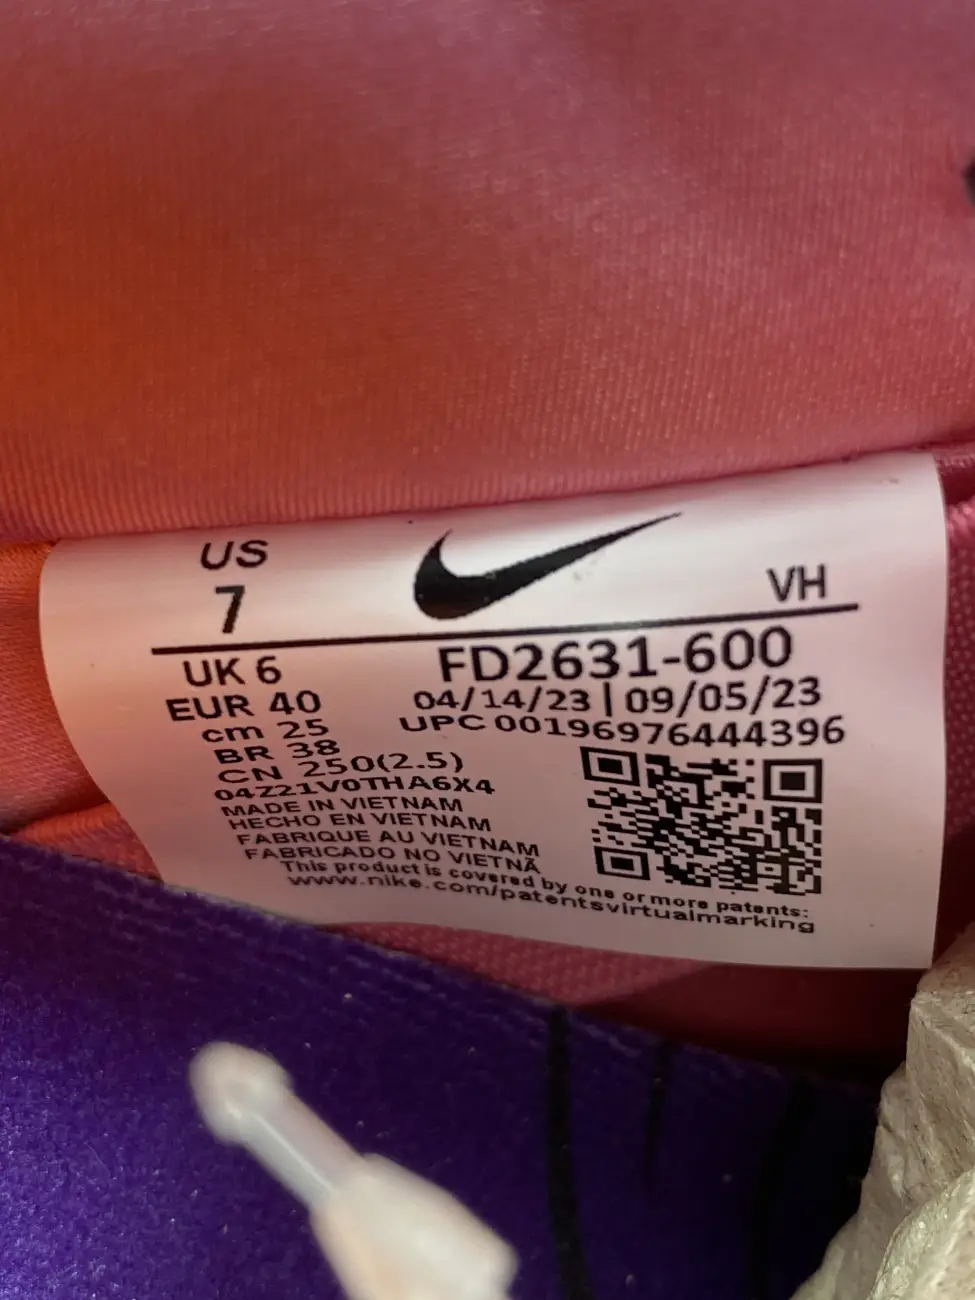 US
7
VH
UK 6
EUR 40
cm 25
BR 38
CN 250(2.5)
04Z21V0THA6X4
MADE IN VIETNAM
HECHO EN VIETNAM
FABRIQUE AU VIETNAM
FABRICADO NO VIETNÃ
FD2631-600
04/14/23 | 09/05/23
UPC 00196976444396
This product is covered by one or more patents:
www.nike.com/patentsvirtualmarking